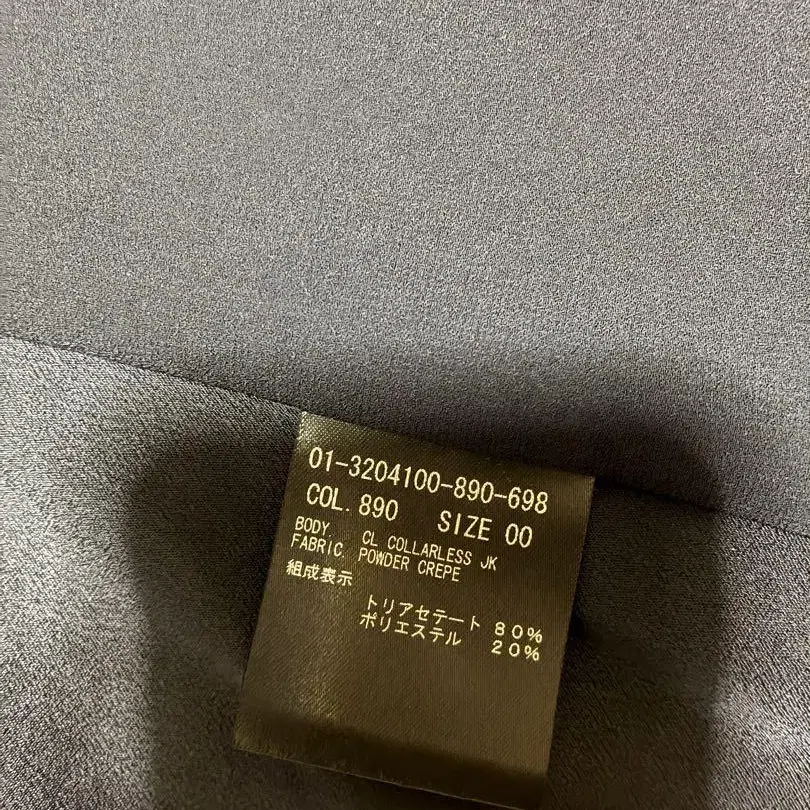 01-3204100-890-698
COL. 890 SIZE 00
BODY. CL COLLARLESS JK
FABRIC. POWDER CREPE
組成表示
トリアセテート 80%
ポリエステル 20%